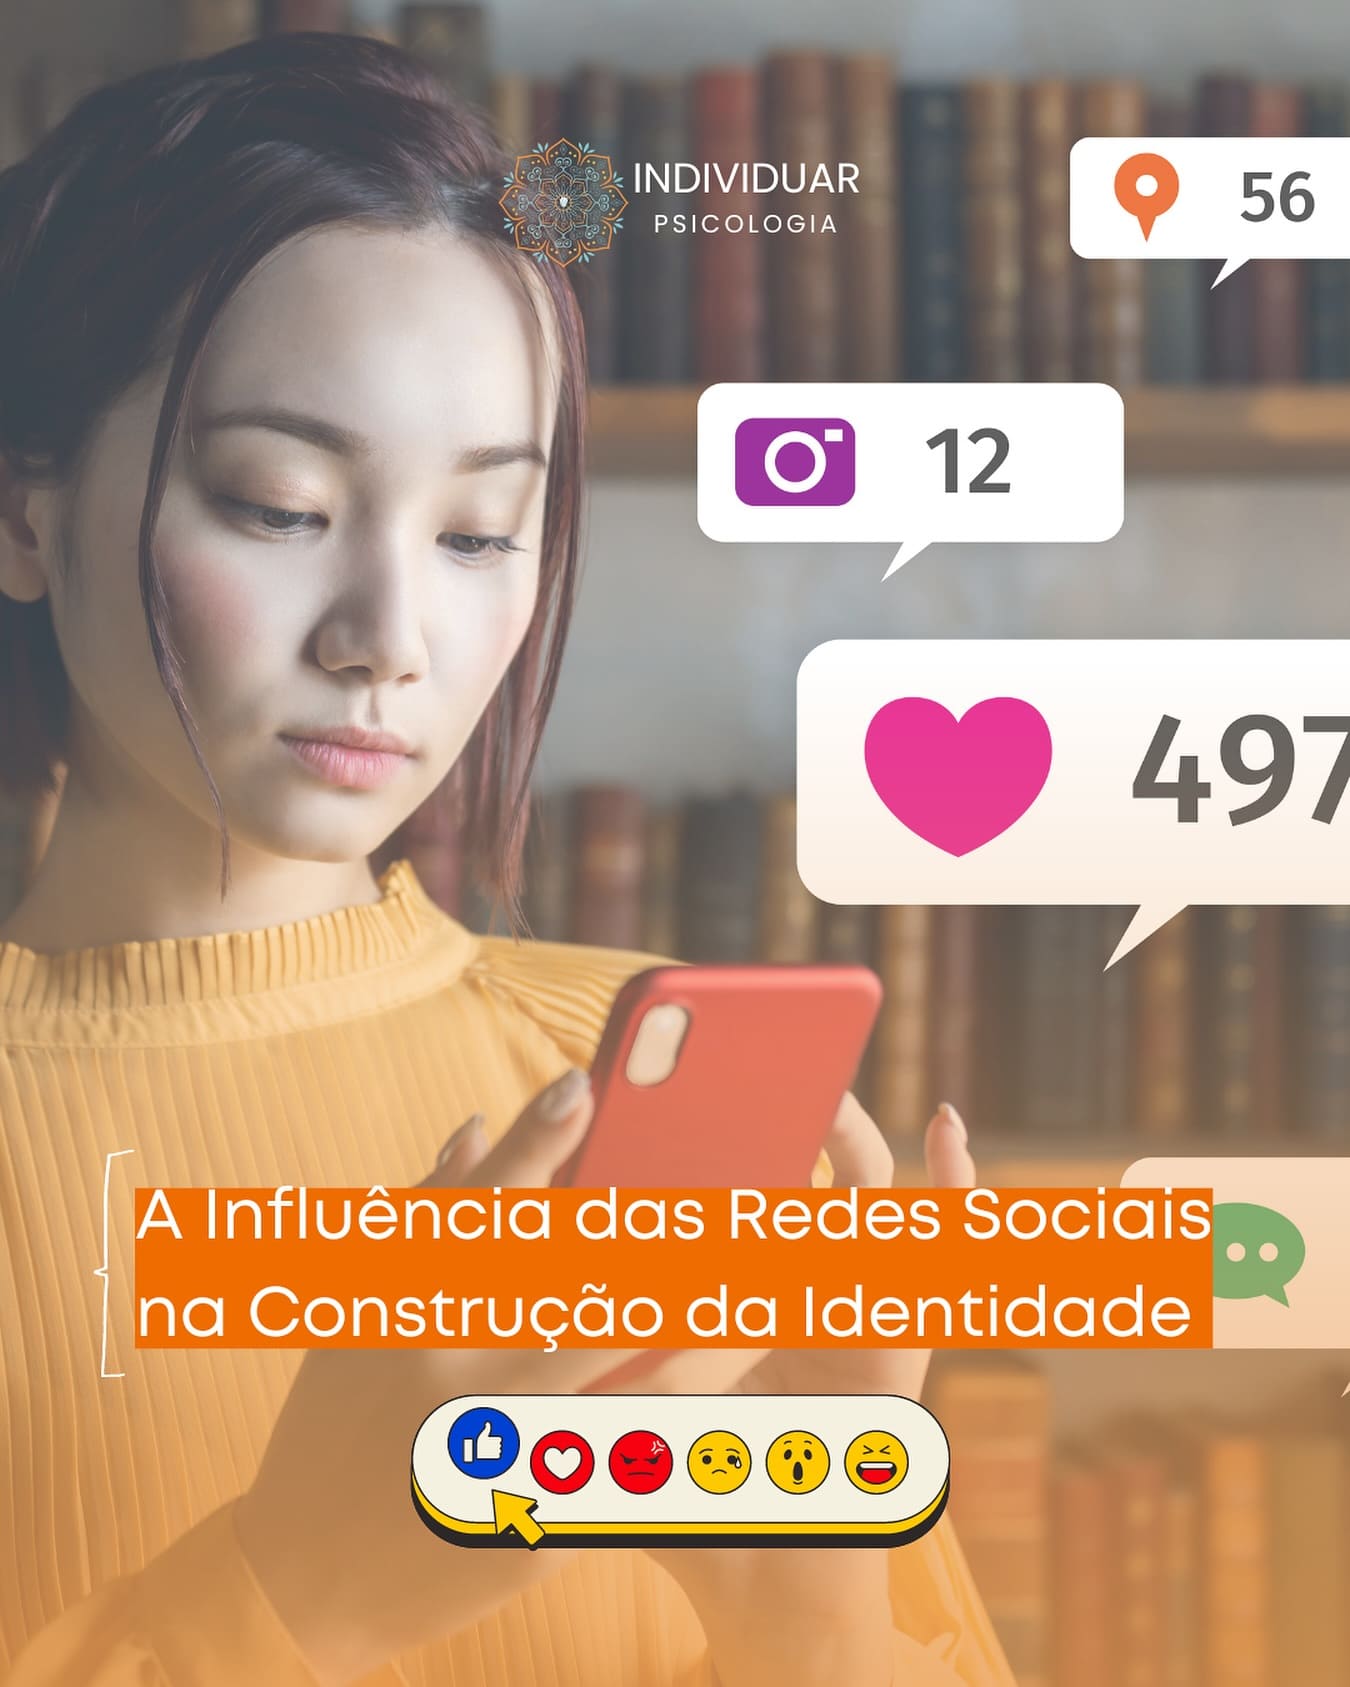 INDIVIDUAR
PSICOLOGIA
56
12
497
A Influência das Redes Sociais
na Construção da Identidade